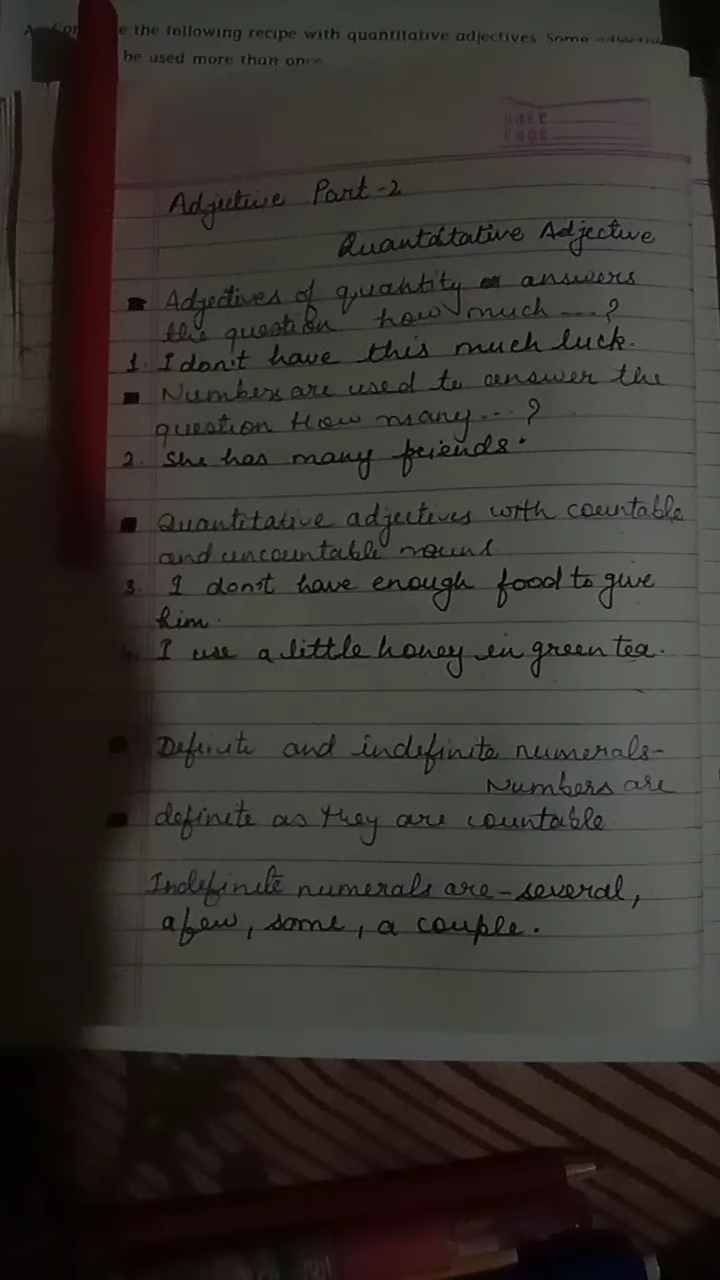 e the following recipe with quantitative adjectives. Some
be used more than once
Date
Page
Adjective Part-2
Quantitative Adjective
Adjectives of quantity answers
the question how much ....?
1. I don't have this much luck.
Numbers are used to answer the
question How many....?
2. She has many friends.
Quantitative adjectives with countable
and uncountable nouns.
3. I don't have enough food to give
him.
I use a little honey in green tea.
Definite and indefinite numerals-
Numbers are
definite as they are countable
Indefinite numerals are - several,
a few, some, a couple.